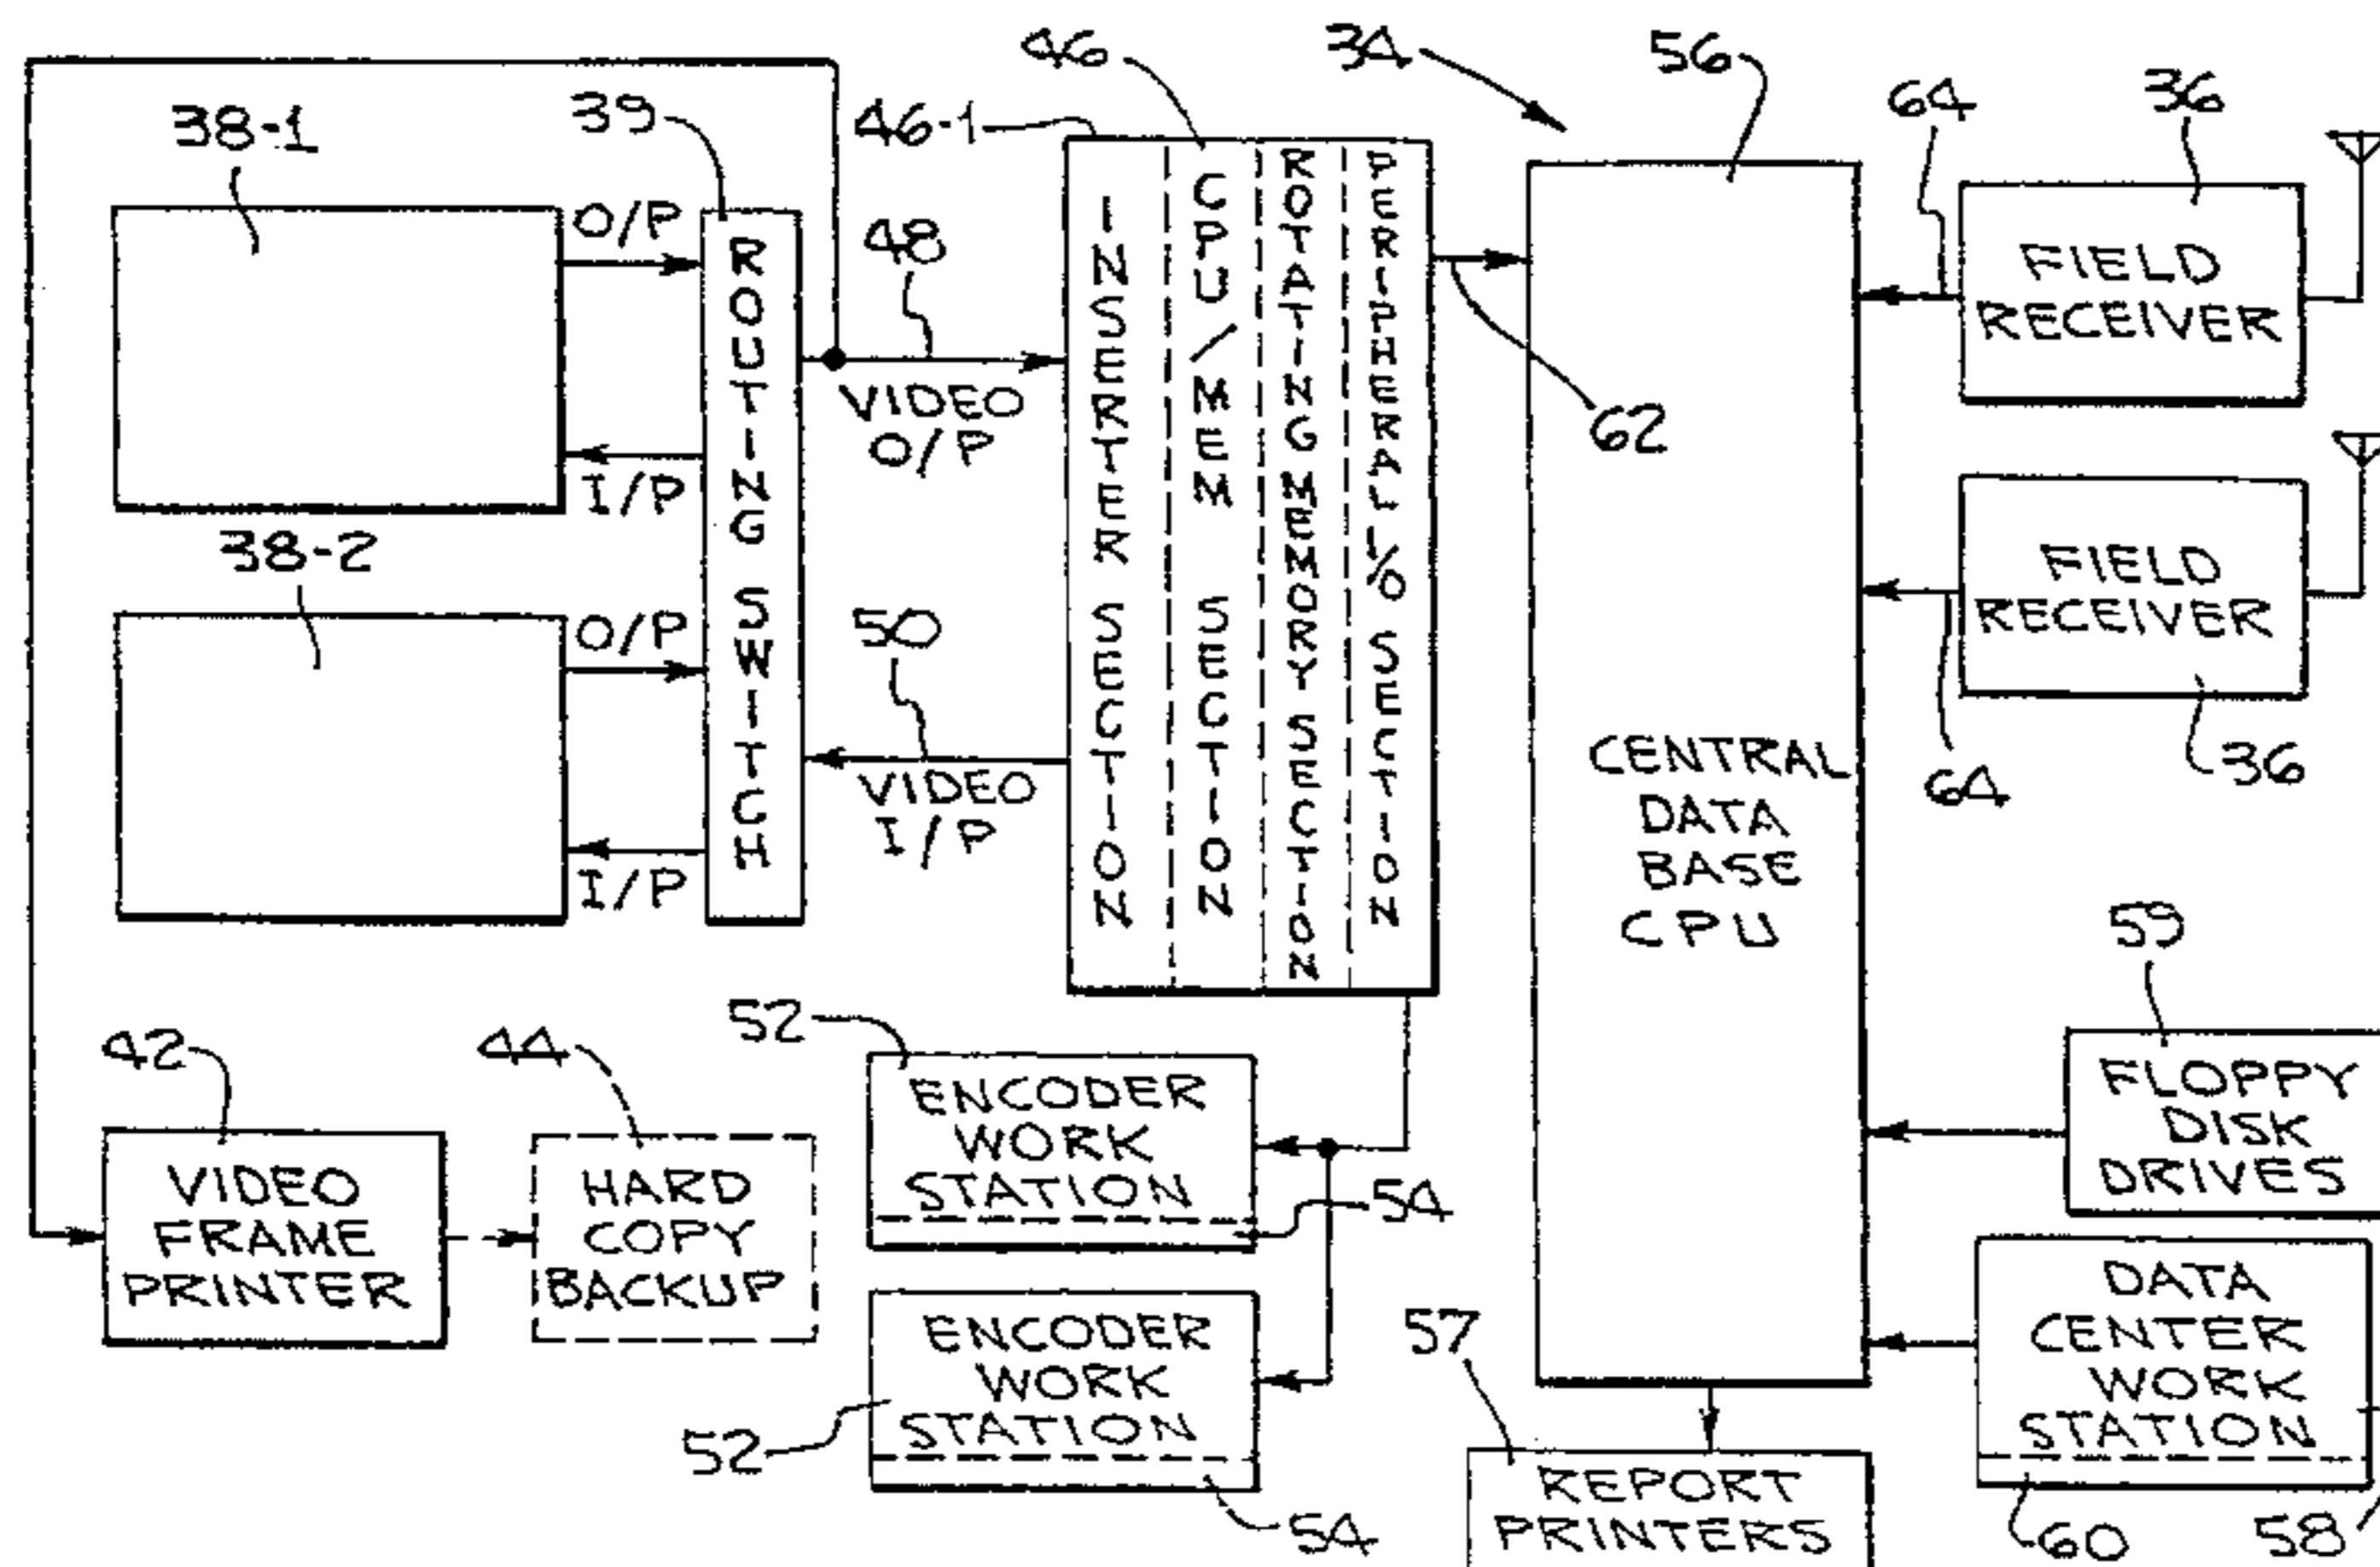 46
34
56
38-1
39
46-1
64
36
O/P
48
ROUTING SWITCH
INSERTER SECTION
CPU/MEM SECTION
ROTATING MEMORY SECTION
PERIPHERAL I/O SECTION
FIELD
RECEIVER
VIDEO
O/P
62
I/P
38-2
FIELD
RECEIVER
O/P
50
36
64
VIDEO
I/P
CENTRAL
DATA
BASE
CPU
I/P
59
52
42
44
ENCODER
WORK
STATION
54
FLOPPY
DISK
DRIVES
VIDEO
FRAME
PRINTER
HARD
COPY
BACKUP
DATA
CENTER
WORK
STATION
ENCODER
WORK
STATION
57
52
54
REPORT
PRINTERS
60
58